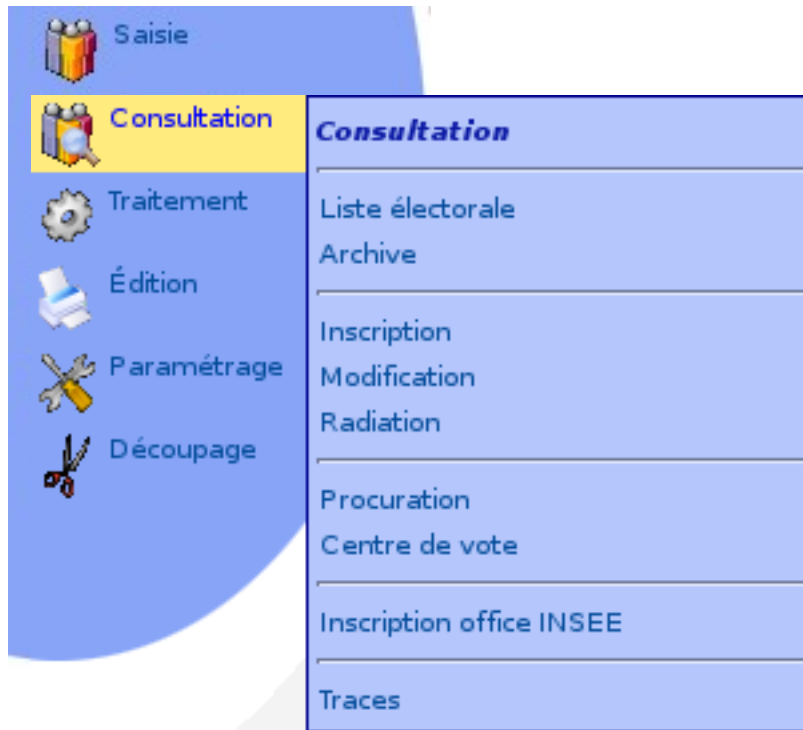 Saisie
Consultation
Traitement
Édition
Paramétrage
Découpage
Consultation
Liste électorale
Archive
Inscription
Modification
Radiation
Procuration
Centre de vote
Inscription office INSEE
Traces